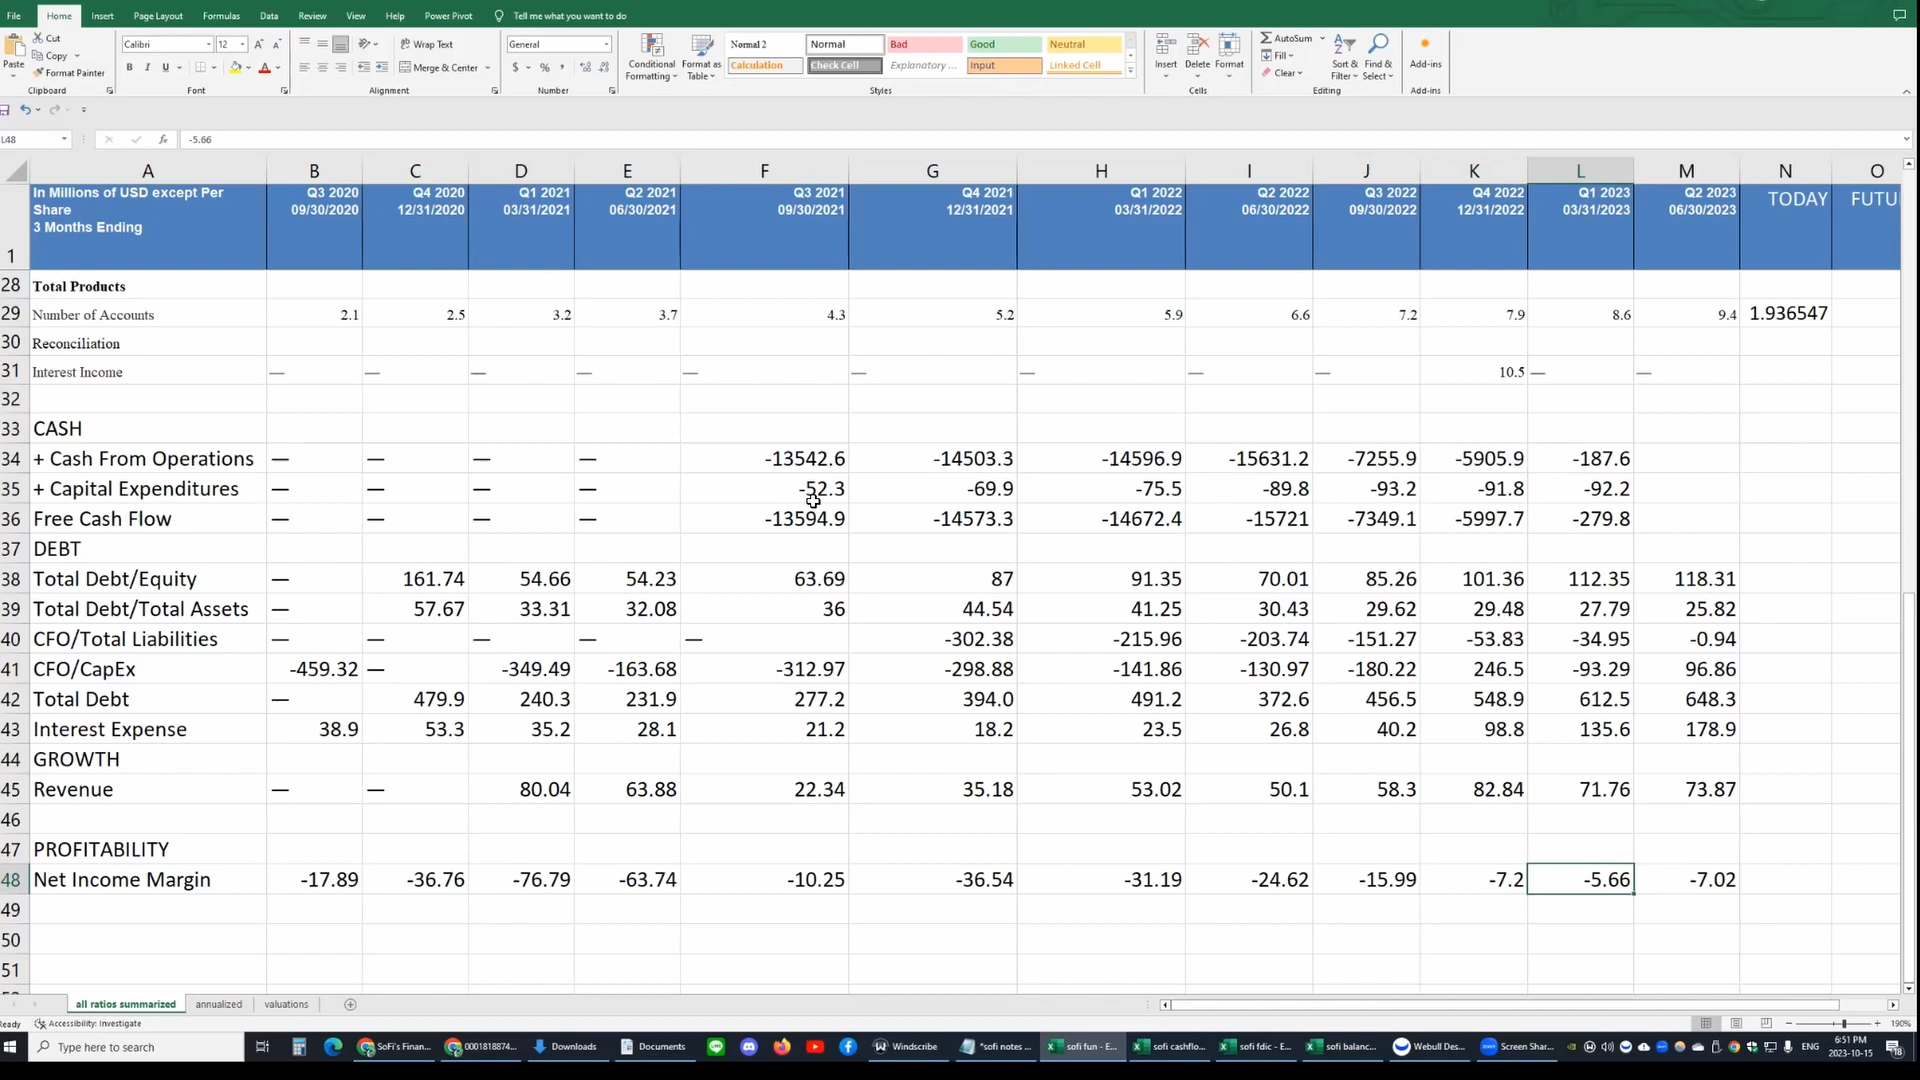 File Home Insert Page Layout Formulas Data Review View Help Power Pivot Tell me what you want to do
Cut
Copy
Format Painter
Paste
Calibri 12
B I U
Wrap Text
Merge & Center
General
$ % ,
Conditional Formatting
Format as Table
Normal 2 Normal Bad Good Neutral
Calculation Check Cell Explanatory ... Input Linked Cell
Insert Delete Format
AutoSum
Fill
Clear
Sort & Filter
Find & Select
Add-ins
Clipboard Font Alignment Number Styles Cells Editing Add-ins
L48 fx -5.66
A B C D E F G H I J K L M N O
1 In Millions of USD except Per Share 3 Months Ending
Q3 2020 Q4 2020 Q1 2021 Q2 2021 Q3 2021 Q4 2021 Q1 2022 Q2 2022 Q3 2022 Q4 2022 Q1 2023 Q2 2023 TODAY FUTU
09/30/2020 12/31/2020 03/31/2021 06/30/2021 09/30/2021 12/31/2021 03/31/2022 06/30/2022 09/30/2022 12/31/2022 03/31/2023 06/30/2023
28 Total Products
29 Number of Accounts 2.1 2.5 3.2 3.7 4.3 5.2 5.9 6.6 7.2 7.9 8.6 9.4 1.936547
30 Reconciliation
31 Interest Income — — — — — — — — — 10.5 — —
32
33 CASH
34 + Cash From Operations — — — — -13542.6 -14503.3 -14596.9 -15631.2 -7255.9 -5905.9 -187.6
35 + Capital Expenditures — — — — -52.3 -69.9 -75.5 -89.8 -93.2 -91.8 -92.2
36 Free Cash Flow — — — — -13594.9 -14573.3 -14672.4 -15721 -7349.1 -5997.7 -279.8
37 DEBT
38 Total Debt/Equity — 161.74 54.66 54.23 63.69 87 91.35 70.01 85.26 101.36 112.35 118.31
39 Total Debt/Total Assets — 57.67 33.31 32.08 36 44.54 41.25 30.43 29.62 29.48 27.79 25.82
40 CFO/Total Liabilities — — — — — -302.38 -215.96 -203.74 -151.27 -53.83 -34.95 -0.94
41 CFO/CapEx -459.32 — -349.49 -163.68 -312.97 -298.88 -141.86 -130.97 -180.22 246.5 -93.29 96.86
42 Total Debt — 479.9 240.3 231.9 277.2 394.0 491.2 372.6 456.5 548.9 612.5 648.3
43 Interest Expense 38.9 53.3 35.2 28.1 21.2 18.2 23.5 26.8 40.2 98.8 135.6 178.9
44 GROWTH
45 Revenue — — 80.04 63.88 22.34 35.18 53.02 50.1 58.3 82.84 71.76 73.87
46
47 PROFITABILITY
48 Net Income Margin -17.89 -36.76 -76.79 -63.74 -10.25 -36.54 -31.19 -24.62 -15.99 -7.2 -5.66 -7.02
49
50
51
all ratios summarized annualized valuations
Ready Accessibility: Investigate 190%
Type here to search SoFi's Finan... 0001818874... Downloads Documents Windscribe *sofi notes ... sofi fun - E... sofi cashflo... sofi fdic - E... sofi balanc... Webull Des... Screen Shar... ENG 6:51 PM
2023-10-15 18